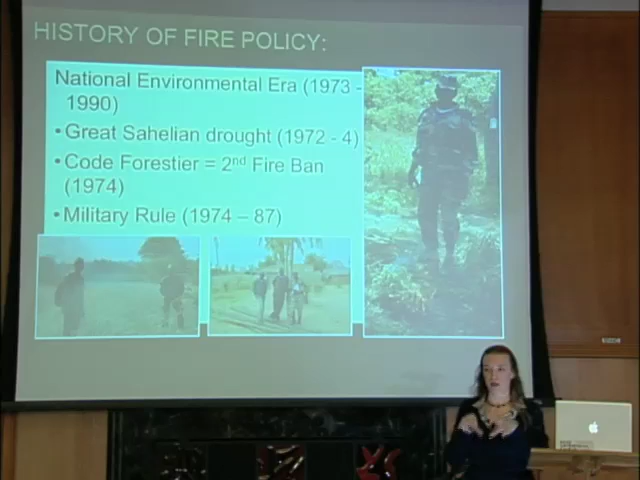 HISTORY OF FIRE POLICY:
National Environmental Era (1973 -
1990)
•Great Sahelian drought (1972 - 4)
•Code Forestier = 2nd Fire Ban
(1974)
•Military Rule (1974 – 87)